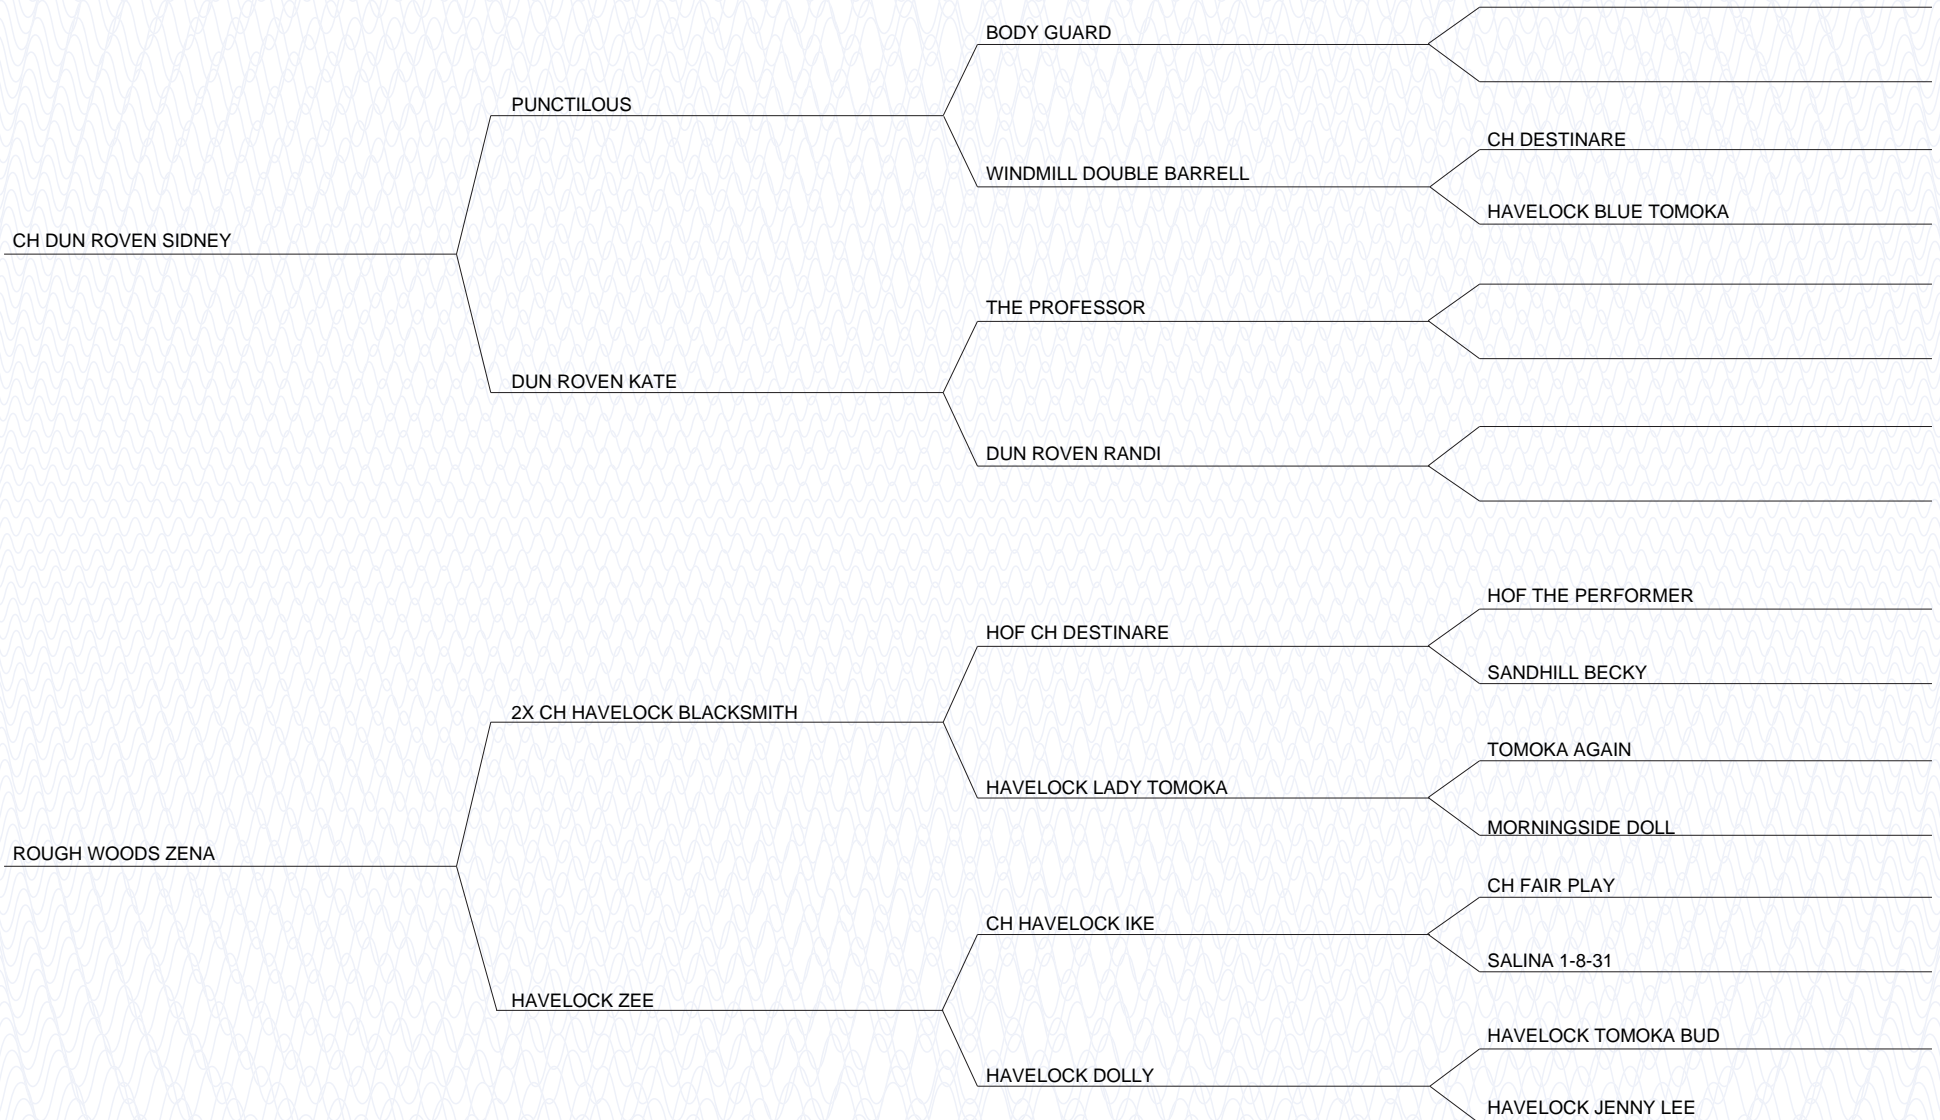 BODY GUARD
PUNCTILOUS
CH DESTINARE
WINDMILL DOUBLE BARRELL
HAVELOCK BLUE TOMOKA
CH DUN ROVEN SIDNEY
THE PROFESSOR
DUN ROVEN KATE
DUN ROVEN RANDI
HOF THE PERFORMER
HOF CH DESTINARE
SANDHILL BECKY
2X CH HAVELOCK BLACKSMITH
TOMOKA AGAIN
HAVELOCK LADY TOMOKA
MORNINGSIDE DOLL
ROUGH WOODS ZENA
CH FAIR PLAY
CH HAVELOCK IKE
SALINA 1-8-31
HAVELOCK ZEE
HAVELOCK TOMOKA BUD
HAVELOCK DOLLY
HAVELOCK JENNY LEE